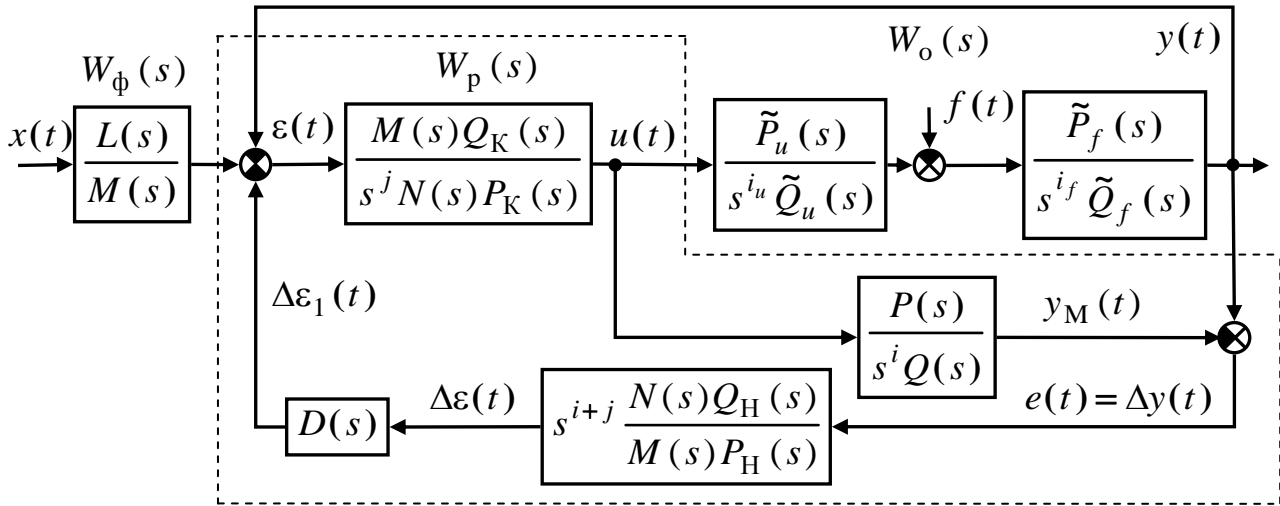 W_ф(s)
W_р(s)
W_о(s)
y(t)
x(t)
L(s)
M(s)
ε(t)
M(s)Q_К(s)
s^j N(s)P_К(s)
u(t)
P̃_u(s)
s^{i_u} Q̃_u(s)
f(t)
P̃_f(s)
s^{i_f} Q̃_f(s)
Δε_1(t)
P(s)
s^i Q(s)
y_М(t)
D(s)
Δε(t)
s^{i+j} N(s)Q_Н(s)
M(s)P_Н(s)
e(t) = Δy(t)